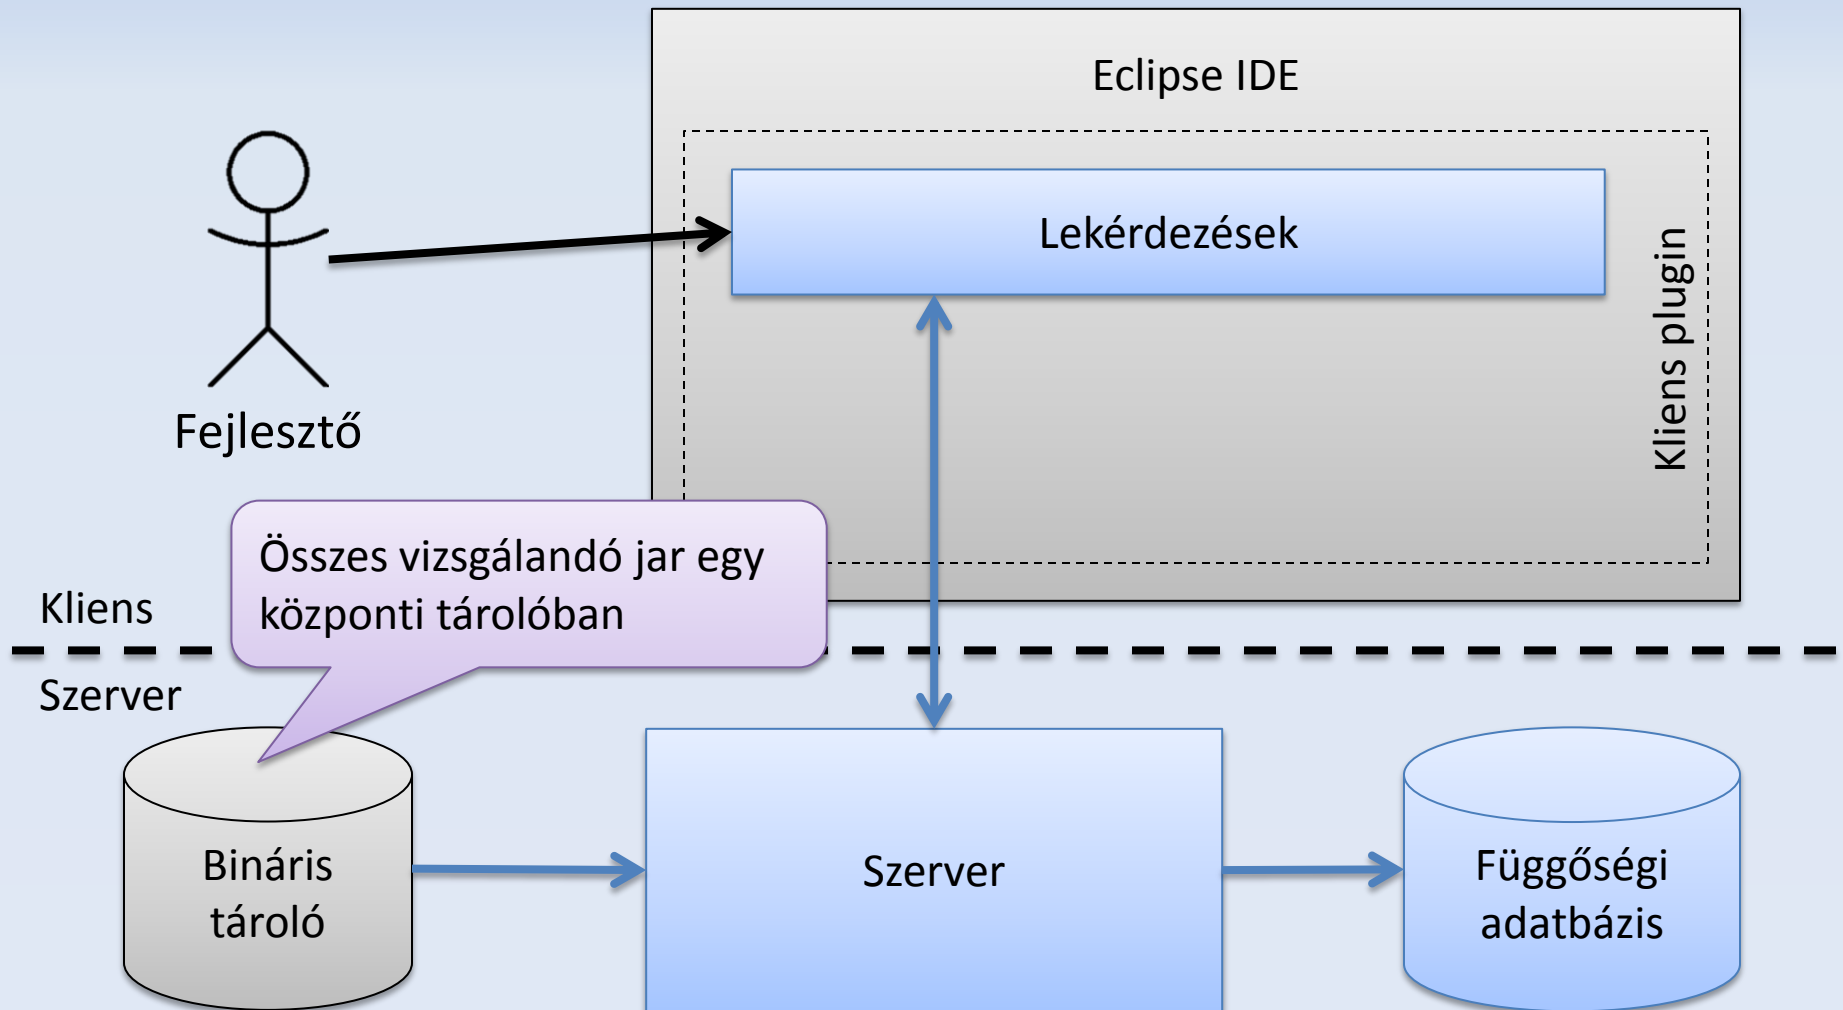 Eclipse IDE
Lekérdezések
Kliens plugin
Fejlesztő
Összes vizsgálandó jar egy
központi tárolóban
Kliens
Szerver
Bináris
tároló
Szerver
Függőségi
adatbázis